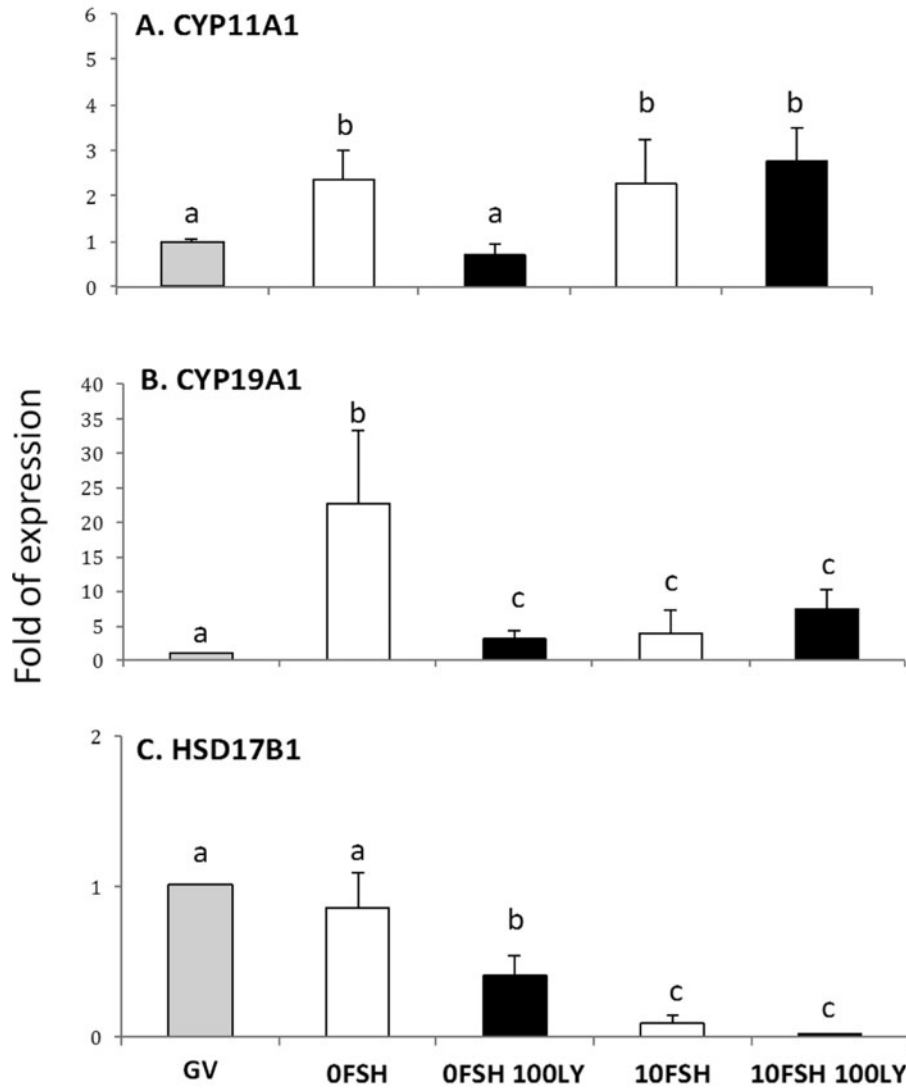 A. CYP11A1
6
5
4
3
2
1
0
a
b
a
b
b
Fold of expression
B. CYP19A1
40
35
30
25
20
15
10
5
0
a
b
c
c
c
C. HSD17B1
2
1
0
a
a
b
c
c
GV 0FSH 0FSH 100LY 10FSH 10FSH 100LY